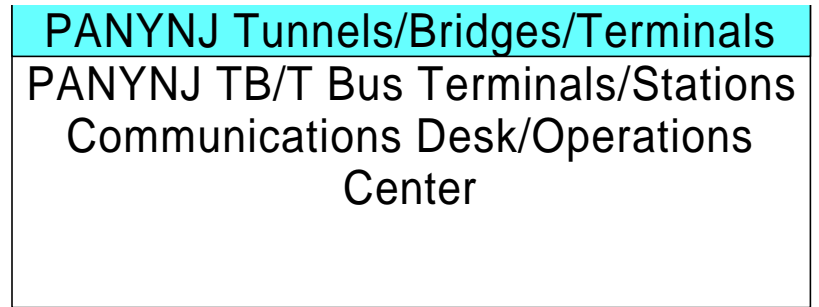 PANYNJ Tunnels/Bridges/Terminals
PANYNJ TB/T Bus Terminals/Stations
Communications Desk/Operations
Center